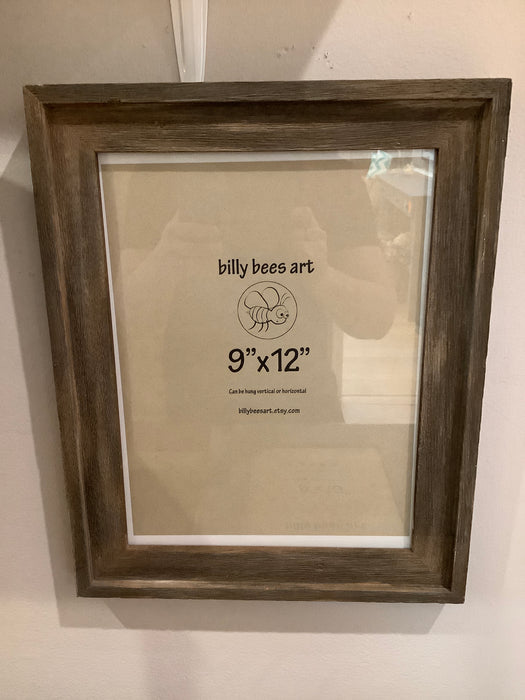 billy bees art
9”x12”
Can be hung vertical or horizontal
billybeesart.etsy.com